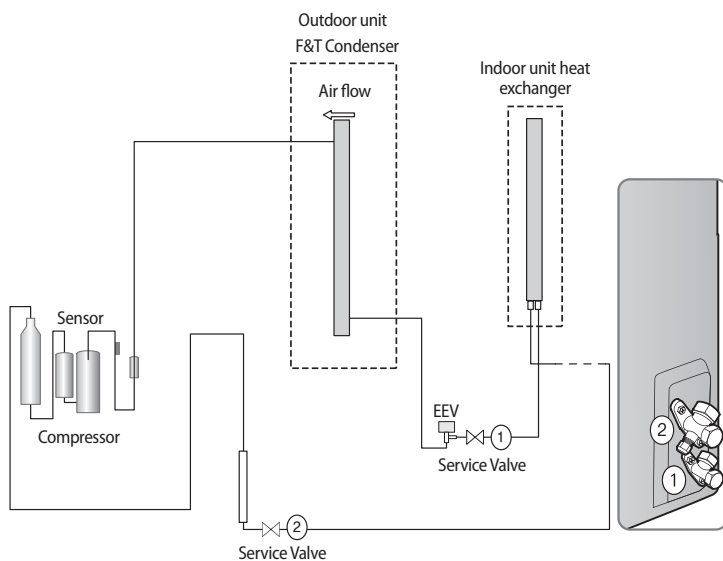 Outdoor unit
F&T Condenser
Air flow
Indoor unit heat
exchanger
Sensor
Compressor
EEV
1
Service Valve
2
Service Valve
2
1